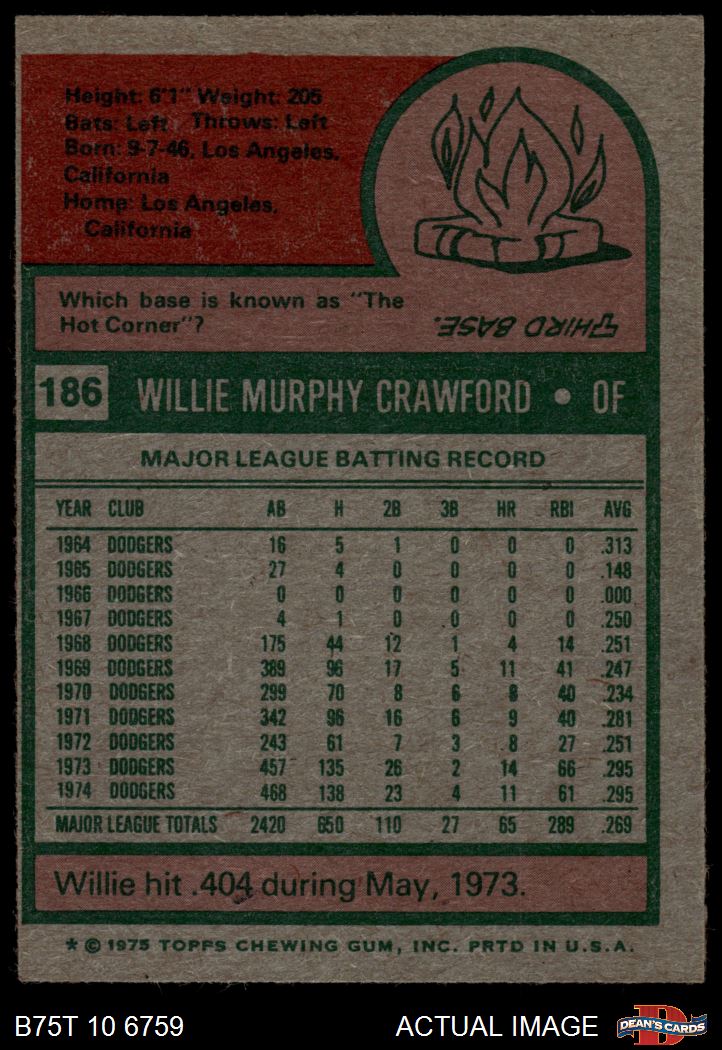 Height: 6'1" Weight: 205
Bats: Left Throws: Left
Born: 9-7-46, Los Angeles,
California
Home: Los Angeles,
California
Which base is known as "The
Hot Corner"?
THIRD BASE.
186 WILLIE MURPHY CRAWFORD • OF
MAJOR LEAGUE BATTING RECORD
YEAR CLUB AB H 2B 3B HR RBI AVG
1964 DODGERS 16 5 1 0 0 0 .313
1965 DODGERS 27 4 0 0 0 0 .148
1966 DODGERS 0 0 0 0 0 0 .000
1967 DODGERS 4 1 0 0 0 0 .250
1968 DODGERS 175 44 12 1 4 14 .251
1969 DODGERS 389 96 17 5 11 41 .247
1970 DODGERS 299 70 8 6 8 40 .234
1971 DODGERS 342 96 16 6 9 40 .281
1972 DODGERS 243 61 7 3 8 27 .251
1973 DODGERS 457 135 26 2 14 66 .295
1974 DODGERS 468 138 23 4 11 61 .295
MAJOR LEAGUE TOTALS 2420 650 110 27 65 289 .269
Willie hit .404 during May, 1973.
* © 1975 TOPPS CHEWING GUM, INC. PRTD IN U.S.A.
B75T 10 6759 ACTUAL IMAGE D DEAN'S CARDS